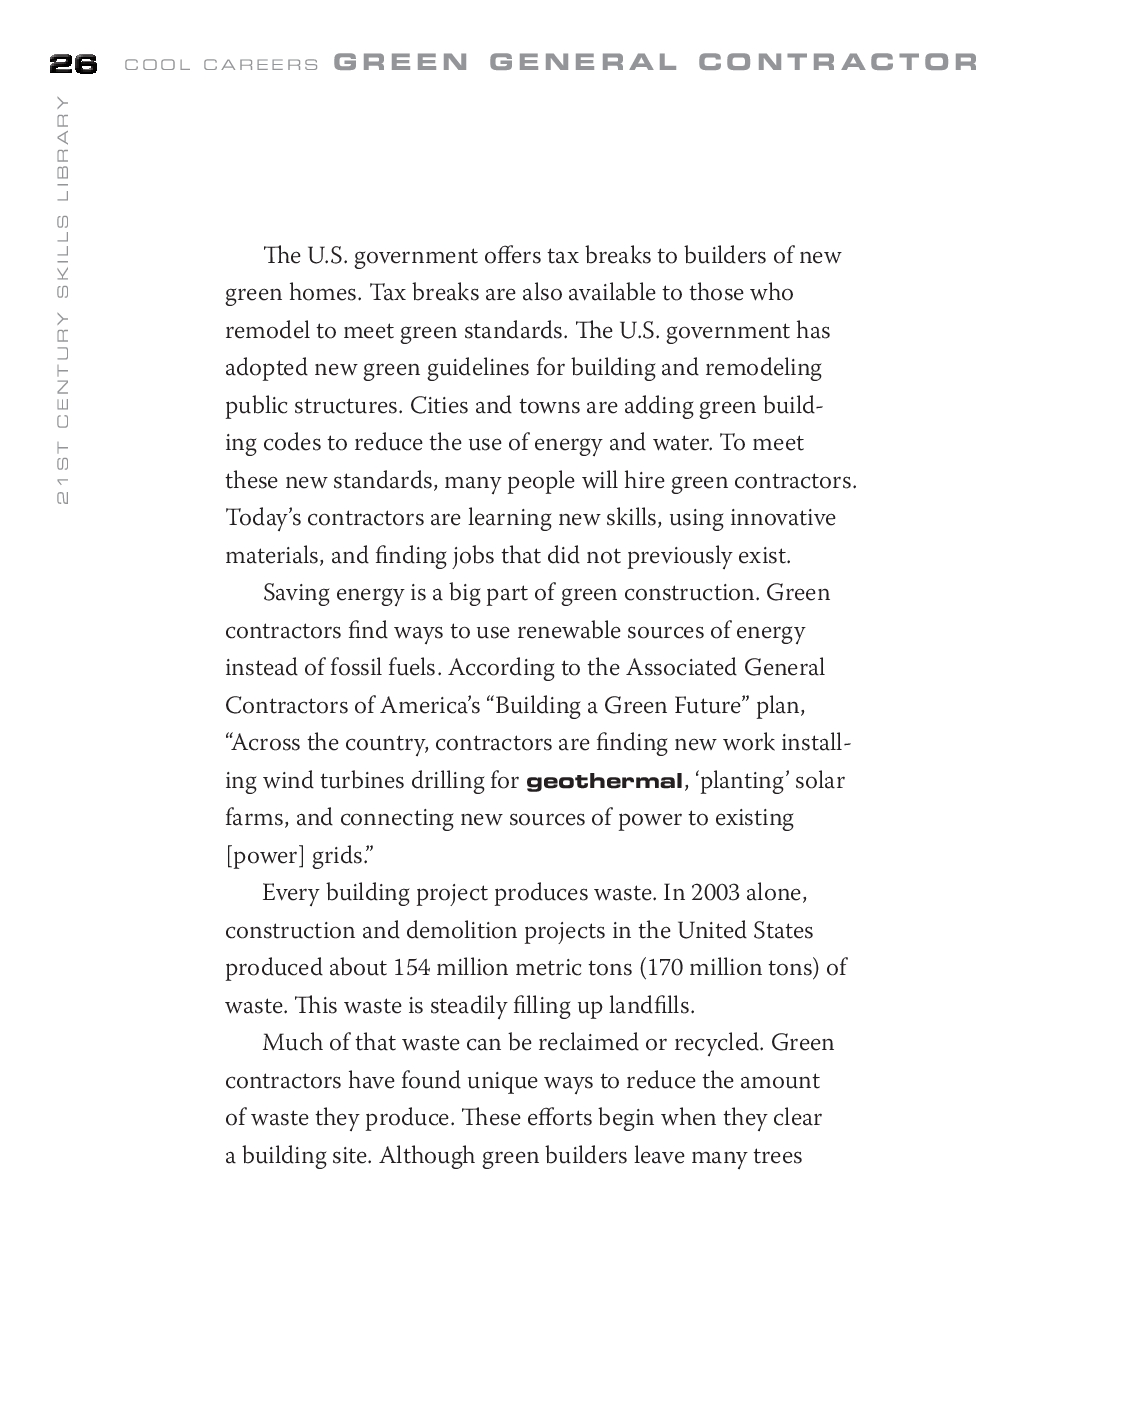 26 COOL CAREERS GREEN GENERAL CONTRACTOR
21ST CENTURY SKILLS LIBRARY
The U.S. government offers tax breaks to builders of new
green homes. Tax breaks are also available to those who
remodel to meet green standards. The U.S. government has
adopted new green guidelines for building and remodeling
public structures. Cities and towns are adding green build-
ing codes to reduce the use of energy and water. To meet
these new standards, many people will hire green contractors.
Today’s contractors are learning new skills, using innovative
materials, and finding jobs that did not previously exist.
Saving energy is a big part of green construction. Green
contractors find ways to use renewable sources of energy
instead of fossil fuels. According to the Associated General
Contractors of America’s “Building a Green Future” plan,
“Across the country, contractors are finding new work install-
ing wind turbines drilling for geothermal, ‘planting’ solar
farms, and connecting new sources of power to existing
[power] grids.”
Every building project produces waste. In 2003 alone,
construction and demolition projects in the United States
produced about 154 million metric tons (170 million tons) of
waste. This waste is steadily filling up landfills.
Much of that waste can be reclaimed or recycled. Green
contractors have found unique ways to reduce the amount
of waste they produce. These efforts begin when they clear
a building site. Although green builders leave many trees